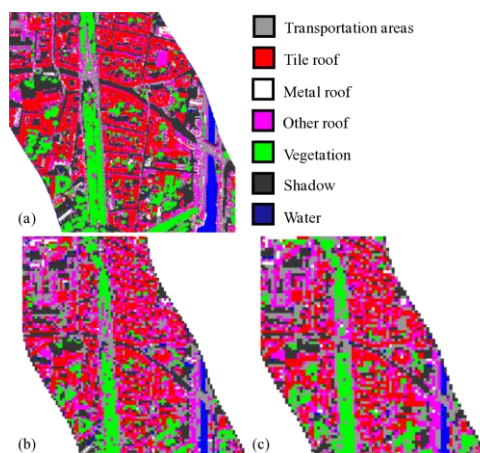 Transportation areas
Tile roof
Metal roof
Other roof
Vegetation
Shadow
Water
(a)
(b)
(c)